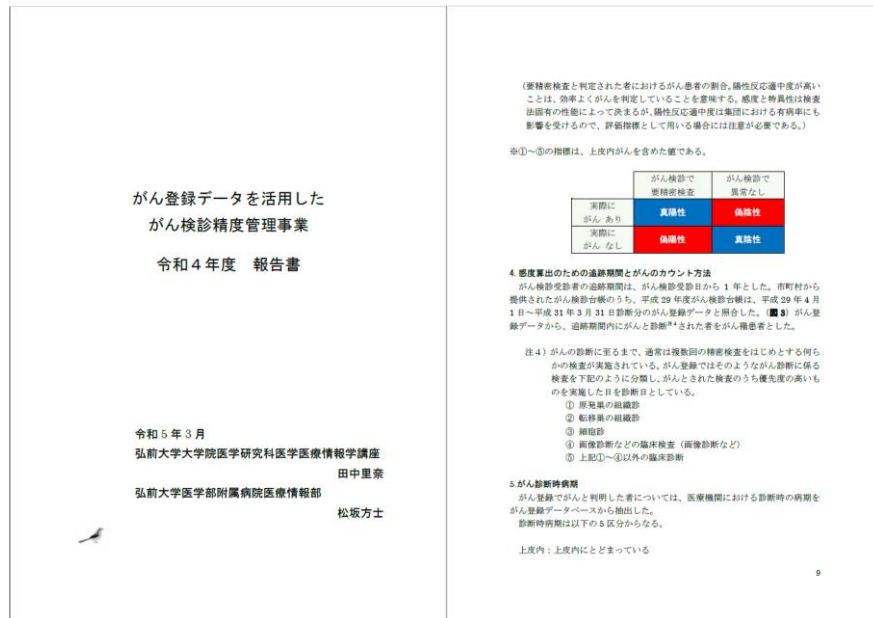 がん登録データを活用した
がん検診精度管理事業
令和４年度　報告書
令和５年３月
弘前大学大学院医学研究科医学医療情報学講座
田中里奈
弘前大学医学部附属病院医療情報部
松坂方士
（要精密検査と判定された者におけるがん患者の割合。陽性反応適中度が高い
ことは、効率よくがんを判定していることを意味する。感度と特異性は検査
法固有の性能によって決まるが、陽性反応適中度は集団における有病率にも
影響を受けるので、評価指標として用いる場合には注意が必要である。）
※①～⑤の指標は、上皮内がんを含めた値である。
がん検診で
要精密検査
がん検診で
異常なし
実際に
がん あり
真陽性
偽陰性
実際に
がん なし
偽陽性
真陰性
4. 感度算出のための追跡期間とがんのカウント方法
がん検診受診者の追跡期間は、がん検診受診日から 1 年とした。市町村から
提供されたがん検診台帳のうち、平成 29 年度がん検診台帳は、平成 29 年 4 月
1 日～平成 31 年 3 月 31 日診断分のがん登録データと照合した。（図 3）がん登
録データから、追跡期間内にがんと診断注4された者をがん罹患者とした。
注４）がんの診断に至るまで、通常は複数回の精密検査をはじめとする何ら
かの検査が実施されている。がん登録ではそのようながん診断に係る
検査を下記のように分類し、がんとされた検査のうち優先度の高いも
のを実施した日を診断日としている。
① 原発巣の組織診
② 転移巣の組織診
③ 細胞診
④ 画像診断などの臨床検査（画像診断など）
⑤ 上記①～④以外の臨床診断
5.がん診断時病期
がん登録でがんと判明した者については、医療機関における診断時の病期を
がん登録データベースから抽出した。
診断時病期は以下の 5 区分からなる。
上皮内：上皮内にとどまっている
9